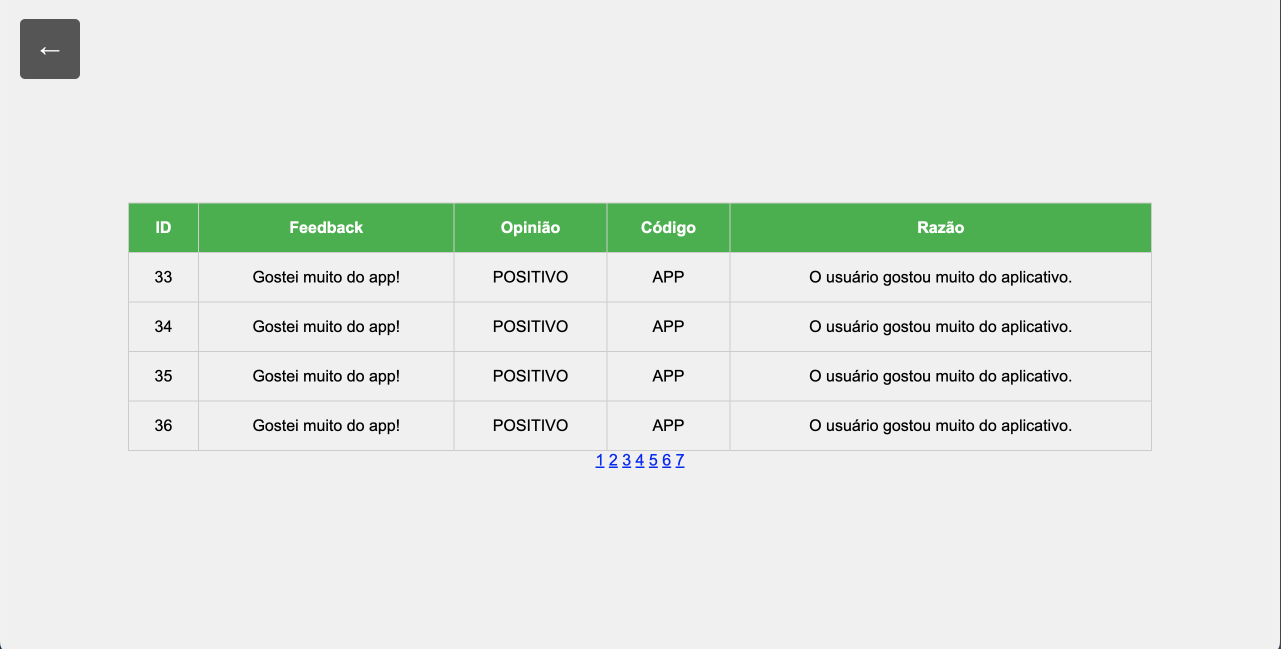 ←
ID Feedback Opinião Código Razão
33 Gostei muito do app! POSITIVO APP O usuário gostou muito do aplicativo.
34 Gostei muito do app! POSITIVO APP O usuário gostou muito do aplicativo.
35 Gostei muito do app! POSITIVO APP O usuário gostou muito do aplicativo.
36 Gostei muito do app! POSITIVO APP O usuário gostou muito do aplicativo.
1 2 3 4 5 6 7